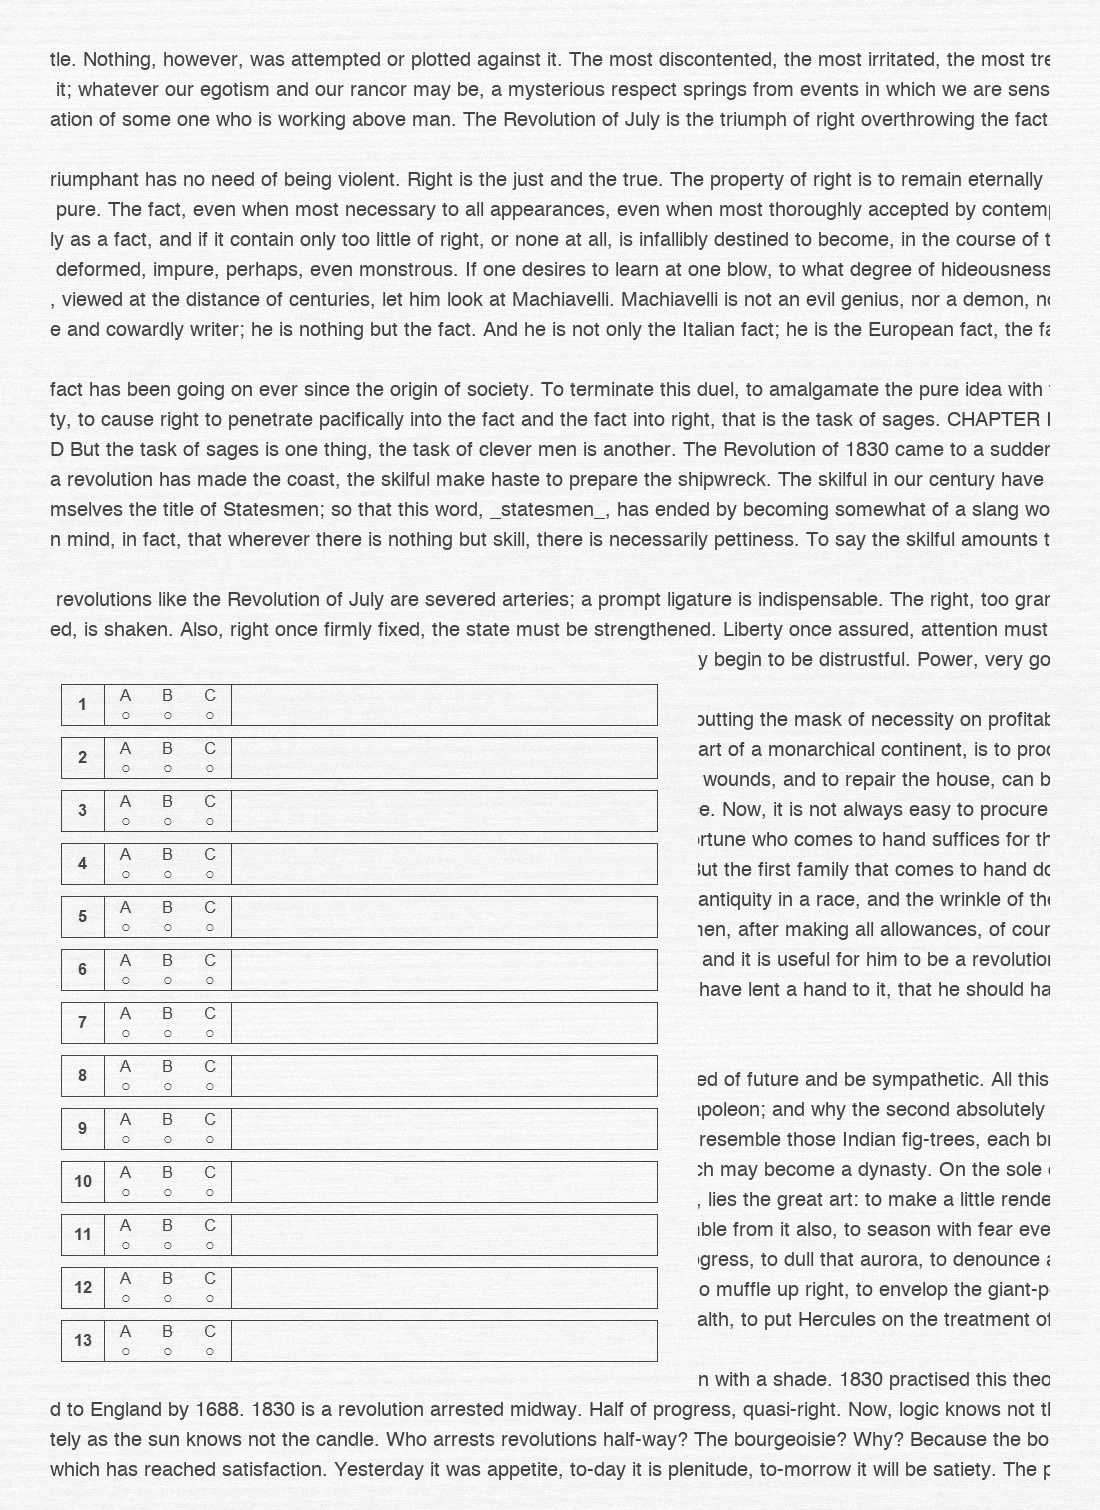 tle. Nothing, however, was attempted or plotted against it. The most discontented, the most irritated, the most
it; whatever our egotism and our rancor may be, a mysterious respect springs from events in which we are
ation of some one who is working above man. The Revolution of July is the triumph of right overthrowing the fact
riumphant has no need of being violent. Right is the just and the true. The property of right is to remain eternally
pure. The fact, even when most necessary to all appearances, even when most thoroughly accepted by
ly as a fact, and if it contain only too little of right, or none at all, is infallibly destined to become, in the course of
deformed, impure, perhaps, even monstrous. If one desires to learn at one blow, to what degree of hideousness
, viewed at the distance of centuries, let him look at Machiavelli. Machiavelli is not an evil genius, nor a demon,
e and cowardly writer; he is nothing but the fact. And he is not only the Italian fact; he is the European fact, the
fact has been going on ever since the origin of society. To terminate this duel, to amalgamate the pure idea with
ty, to cause right to penetrate pacifically into the fact and the fact into right, that is the task of sages. CHAPTER
D But the task of sages is one thing, the task of clever men is another. The Revolution of 1830 came to a
a revolution has made the coast, the skilful make haste to prepare the shipwreck. The skilful in our century have
mselves the title of Statesmen; so that this word, _statesmen_, has ended by becoming somewhat of a slang wo
n mind, in fact, that wherever there is nothing but skill, there is necessarily pettiness. To say the skilful amounts
revolutions like the Revolution of July are severed arteries; a prompt ligature is indispensable. The right, too
ed, is shaken. Also, right once firmly fixed, the state must be strengthened. Liberty once assured, attention must
y begin to be distrustful. Power, very go
1 A B C
putting the mask of necessity on
2 A B C
art of a monarchical continent, is to
wounds, and to repair the house, can
3 A B C
e. Now, it is not always easy to procure
4 A B C
who comes to hand suffices for
the first family that comes to hand
5 A B C
antiquity in a race, and the wrinkle of
after making all allowances, of
6 A B C
and it is useful for him to be a
have lent a hand to it, that he should
7 A B C
8 A B C
ed of future and be sympathetic. All this
9 A B C
and why the second absolutely
resemble those Indian fig-trees, each
10 A B C
may become a dynasty. On the sole
, lies the great art: to make a little
11 A B C
from it also, to season with fear
to dull that aurora, to denounce
12 A B C
o muffle up right, to envelop the
13 A B C
alth, to put Hercules on the treatment of
n with a shade. 1830 practised this
d to England by 1688. 1830 is a revolution arrested midway. Half of progress, quasi-right. Now, logic knows not
tely as the sun knows not the candle. Who arrests revolutions half-way? The bourgeoisie? Why? Because the bo
which has reached satisfaction. Yesterday it was appetite, to-day it is plenitude, to-morrow it will be satiety. The